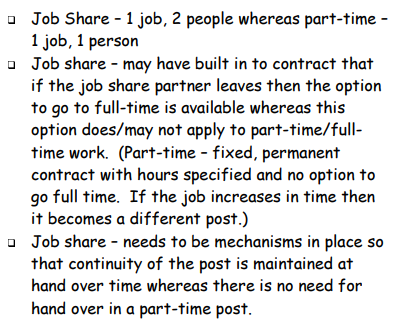 Job Share – 1 job, 2 people whereas part-time –
1 job, 1 person
Job share – may have built in to contract that
if the job share partner leaves then the option
to go to full-time is available whereas this
option does/may not apply to part-time/full-
time work. (Part-time – fixed, permanent
contract with hours specified and no option to
go full time. If the job increases in time then
it becomes a different post.)
Job share – needs to be mechanisms in place so
that continuity of the post is maintained at
hand over time whereas there is no need for
hand over in a part-time post.